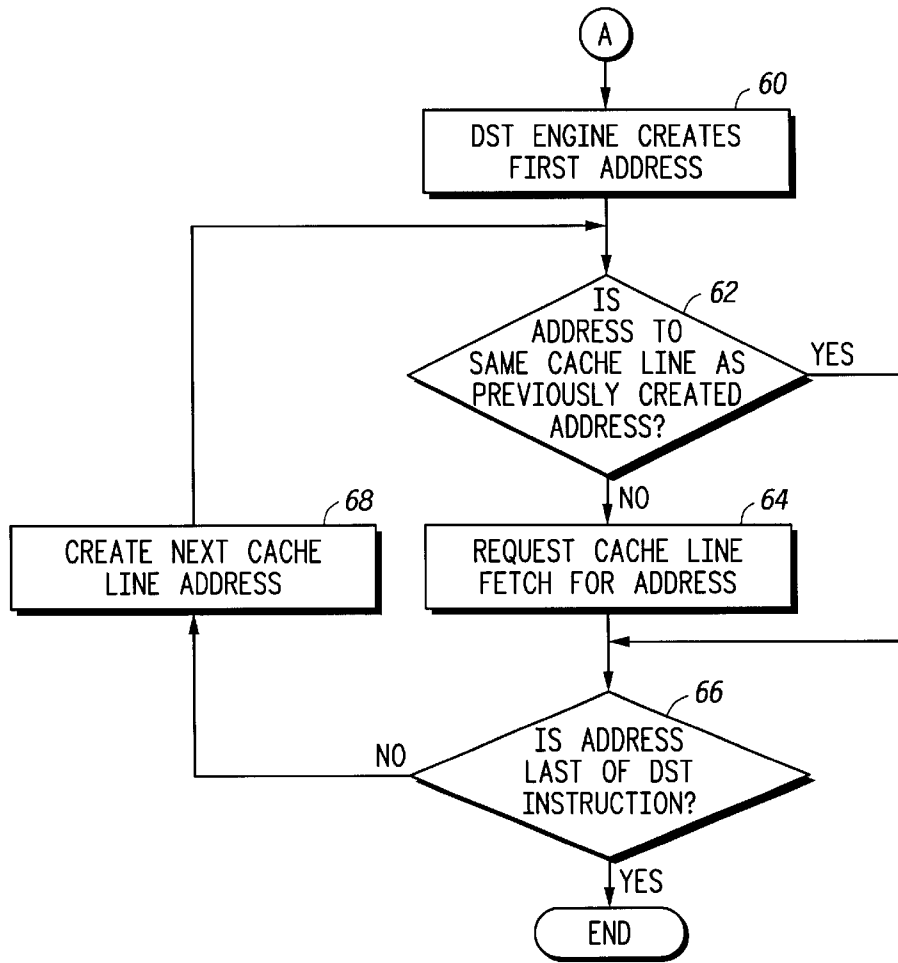 A
60
DST ENGINE CREATES
FIRST ADDRESS
62
IS
ADDRESS TO
SAME CACHE LINE AS
PREVIOUSLY CREATED
ADDRESS?
YES
NO
64
REQUEST CACHE LINE
FETCH FOR ADDRESS
68
CREATE NEXT CACHE
LINE ADDRESS
66
IS ADDRESS
LAST OF DST
INSTRUCTION?
NO
YES
END